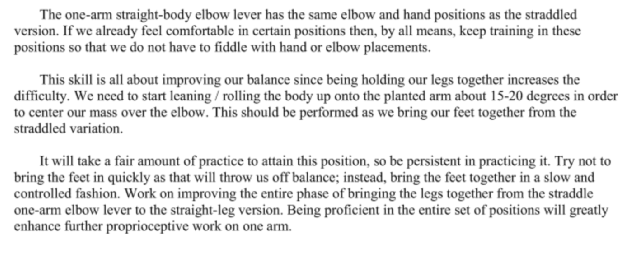 The one-arm straight-body elbow lever has the same elbow and hand positions as the straddled
version. If we already feel comfortable in certain positions then, by all means, keep training in these
positions so that we do not have to fiddle with hand or elbow placements.
This skill is all about improving our balance since being holding our legs together increases the
difficulty. We need to start leaning / rolling the body up onto the planted arm about 15-20 degrees in order
to center our mass over the elbow. This should be performed as we bring our feet together from the
straddled variation.
It will take a fair amount of practice to attain this position, so be persistent in practicing it. Try not to
bring the feet in quickly as that will throw us off balance; instead, bring the feet together in a slow and
controlled fashion. Work on improving the entire phase of bringing the legs together from the straddle
one-arm elbow lever to the straight-leg version. Being proficient in the entire set of positions will greatly
enhance further proprioceptive work on one arm.